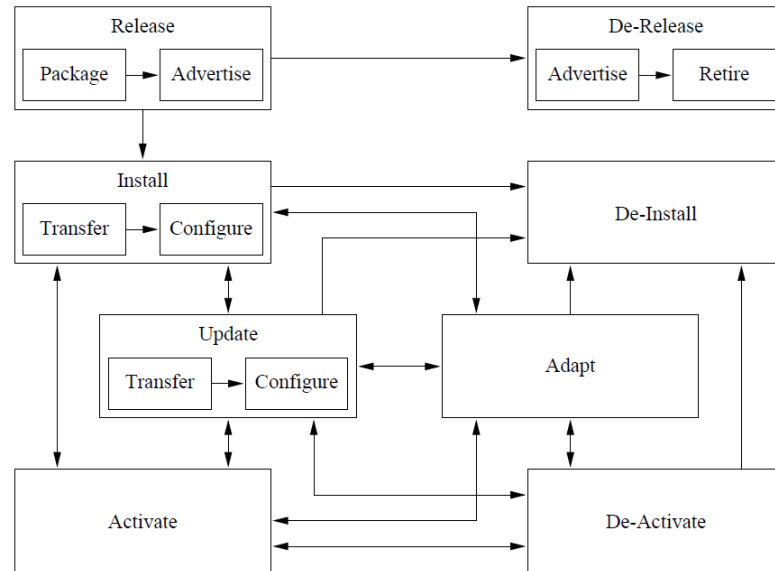 Release
Package
Advertise
De-Release
Advertise
Retire
Install
Transfer
Configure
De-Install
Update
Transfer
Configure
Adapt
Activate
De-Activate